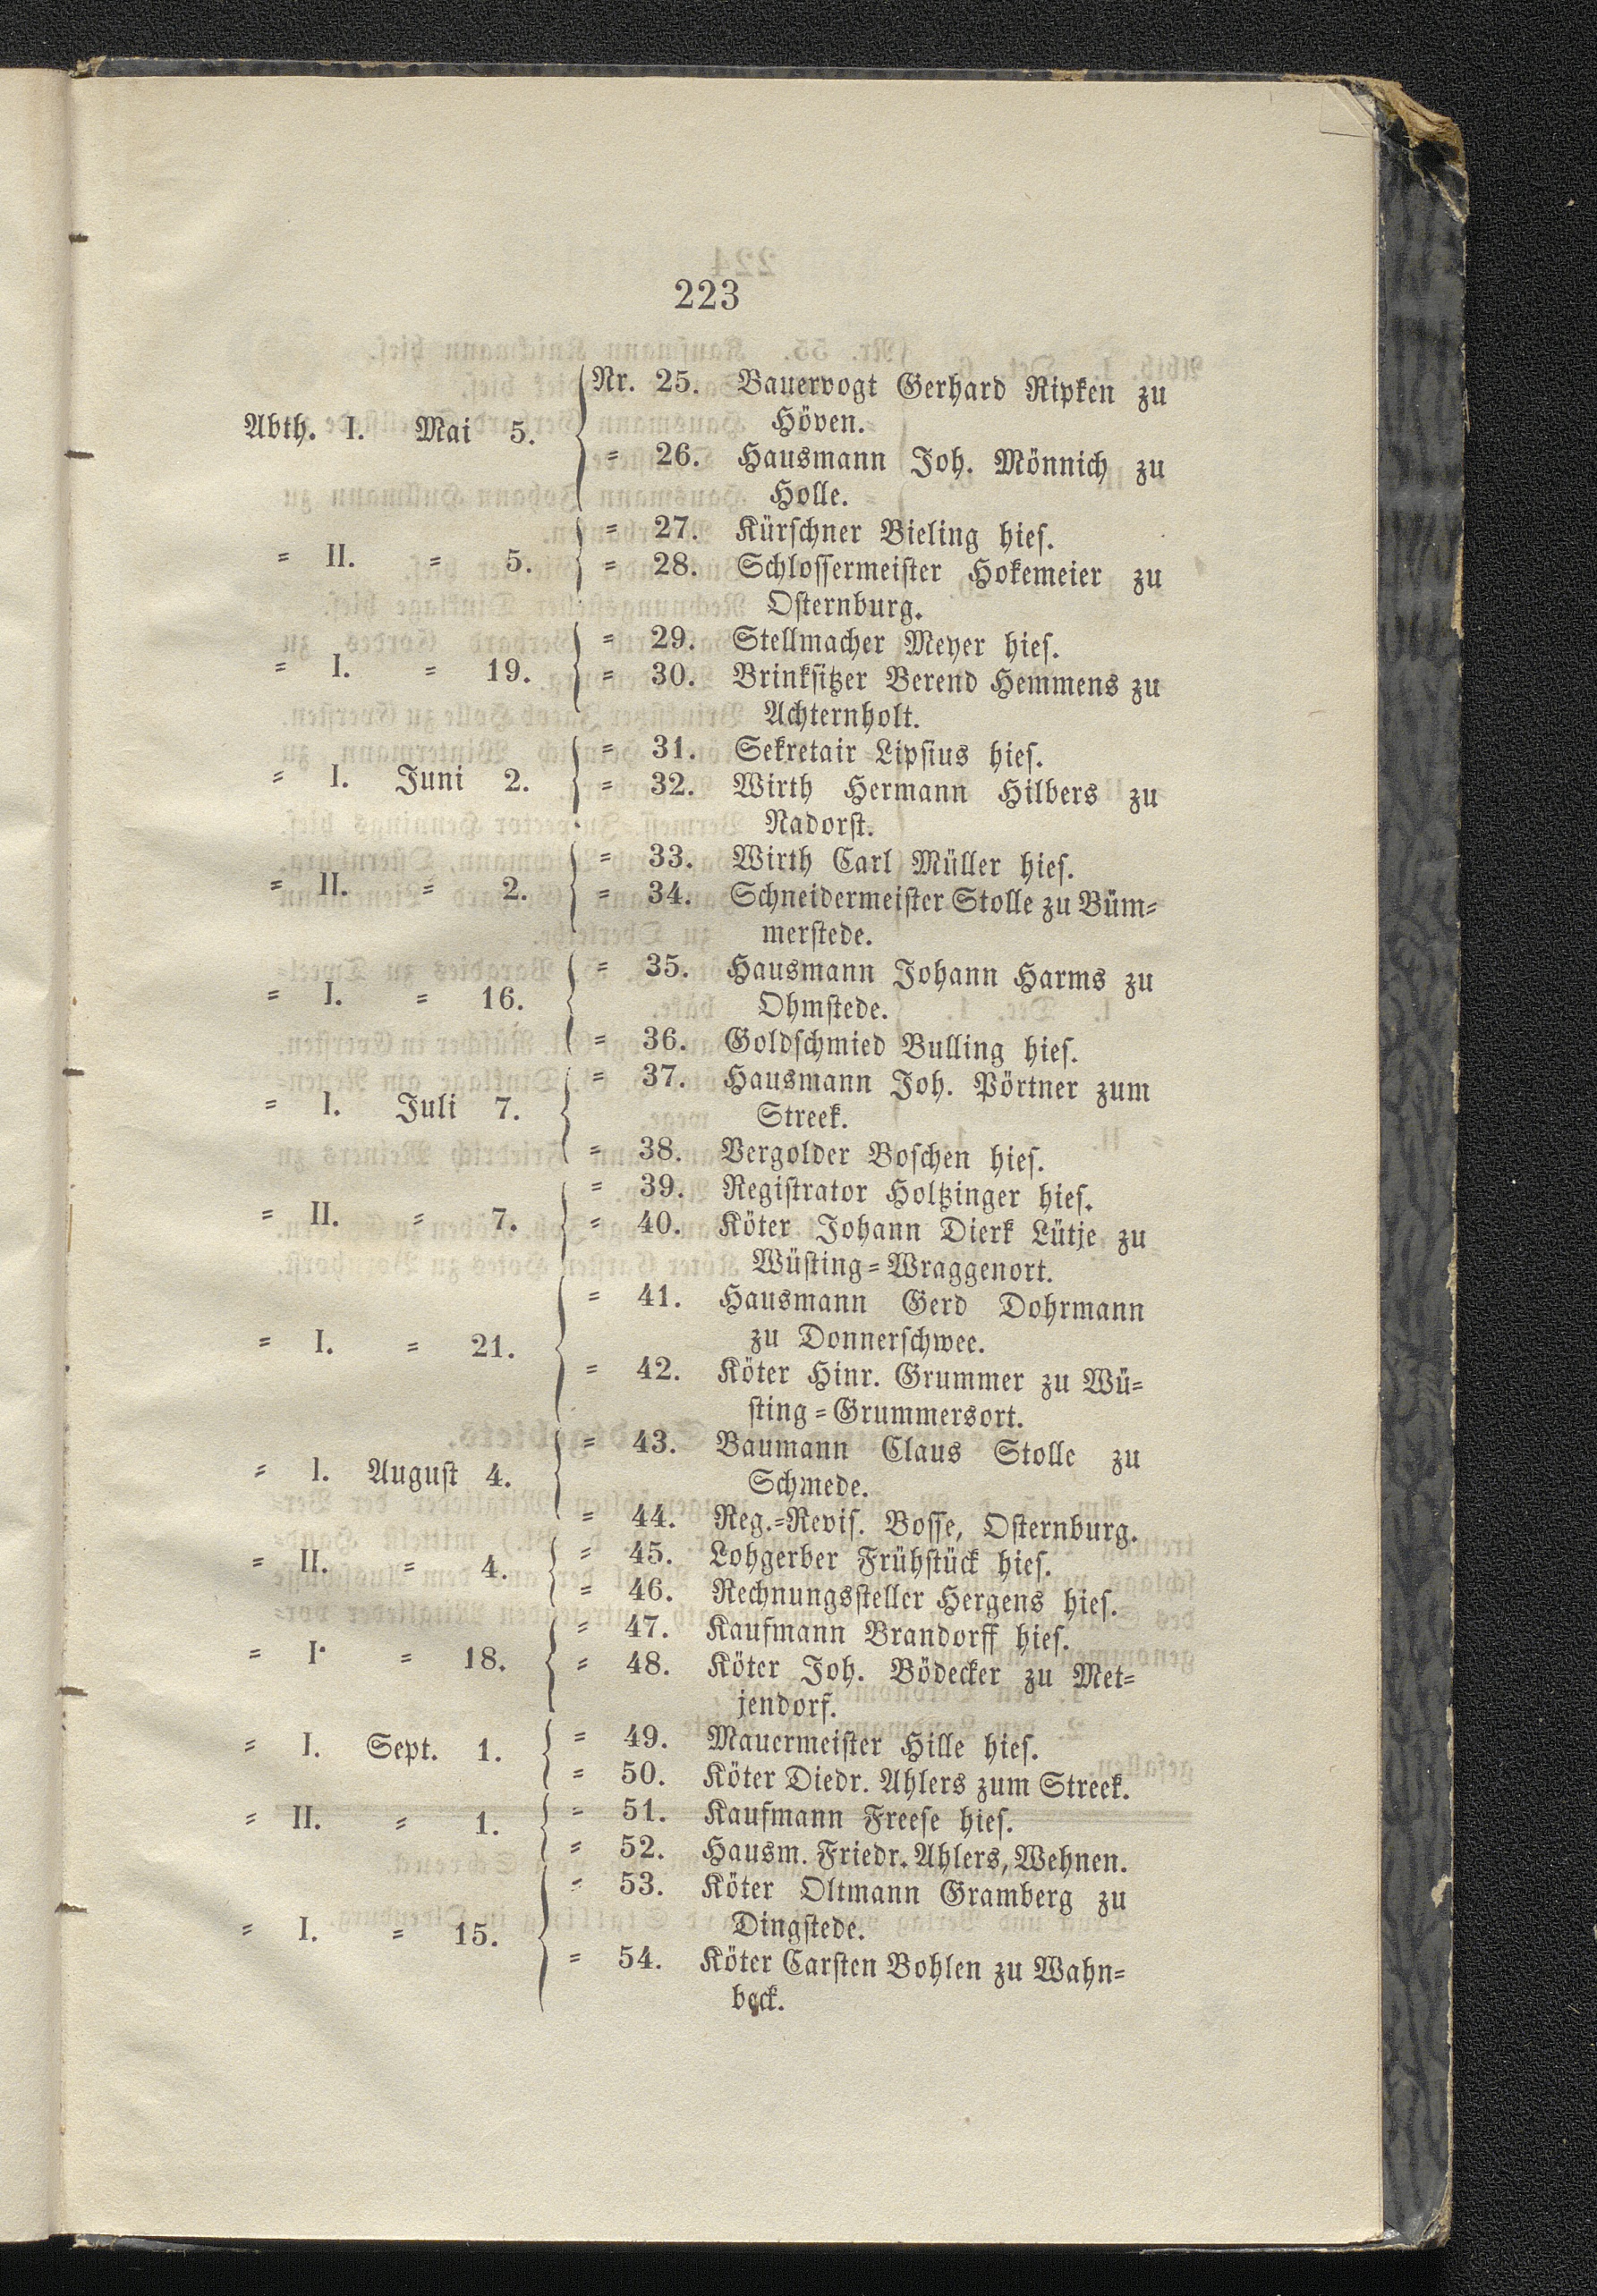 223
Nr. 25. Bauervogt Gerhard Ripken zu
Abth. I. Mai 5. Höven.
= 26. Hausmann Joh. Mönnich zu
Holle.
= 27. Kürschner Bieling hies.
= II. = 5. = 28. Schlossermeister Hokemeier zu
Osternburg.
= 29. Stellmacher Meyer hies.
= I. = 19. = 30. Brinksitzer Berend Hemmens zu
Achternholt.
= 31. Sekretair Lipsius hies.
= I. Juni 2. = 32. Wirth Hermann Hilbers zu
Nadorst.
= 33. Wirth Carl Müller hies.
= II. = 2. = 34. Schneidermeister Stolle zu Büm=
merstede.
= 35. Hausmann Johann Harms zu
= I. = 16. Ohmstede.
= 36. Goldschmied Bulling hies.
= 37. Hausmann Joh. Pörtner zum
= I. Juli 7. Streek.
= 38. Vergolder Boschen hies.
= 39. Registrator Holtzinger hies.
= II. = 7. = 40. Köter Johann Dierk Lütje zu
Wüsting=Wraggenort.
= 41. Hausmann Gerd Dohrmann
= I. = 21. zu Donnerschwee.
= 42. Köter Hinr. Grummer zu Wü=
sting=Grummersort.
= 43. Baumann Claus Stolle zu
= I. August 4. Schmede.
= 44. Reg.=Revis. Bosse, Osternburg.
= II. = 4. = 45. Lohgerber Frühstück hies.
= 46. Rechnungssteller Hergens hies.
= 47. Kaufmann Brandorff hies.
= I. = 18. = 48. Köter Joh. Bödecker zu Met=
jendorf.
= I. Sept. 1. = 49. Mauermeister Hille hies.
= 50. Köter Diedr. Ahlers zum Streek.
= II. = 1. = 51. Kaufmann Freese hies.
= 52. Hausm. Friedr. Ahlers, Wehnen.
= 53. Köter Oltmann Gramberg zu
= I. = 15. Dingstede.
= 54. Köter Carsten Bohlen zu Wahn=
beck.